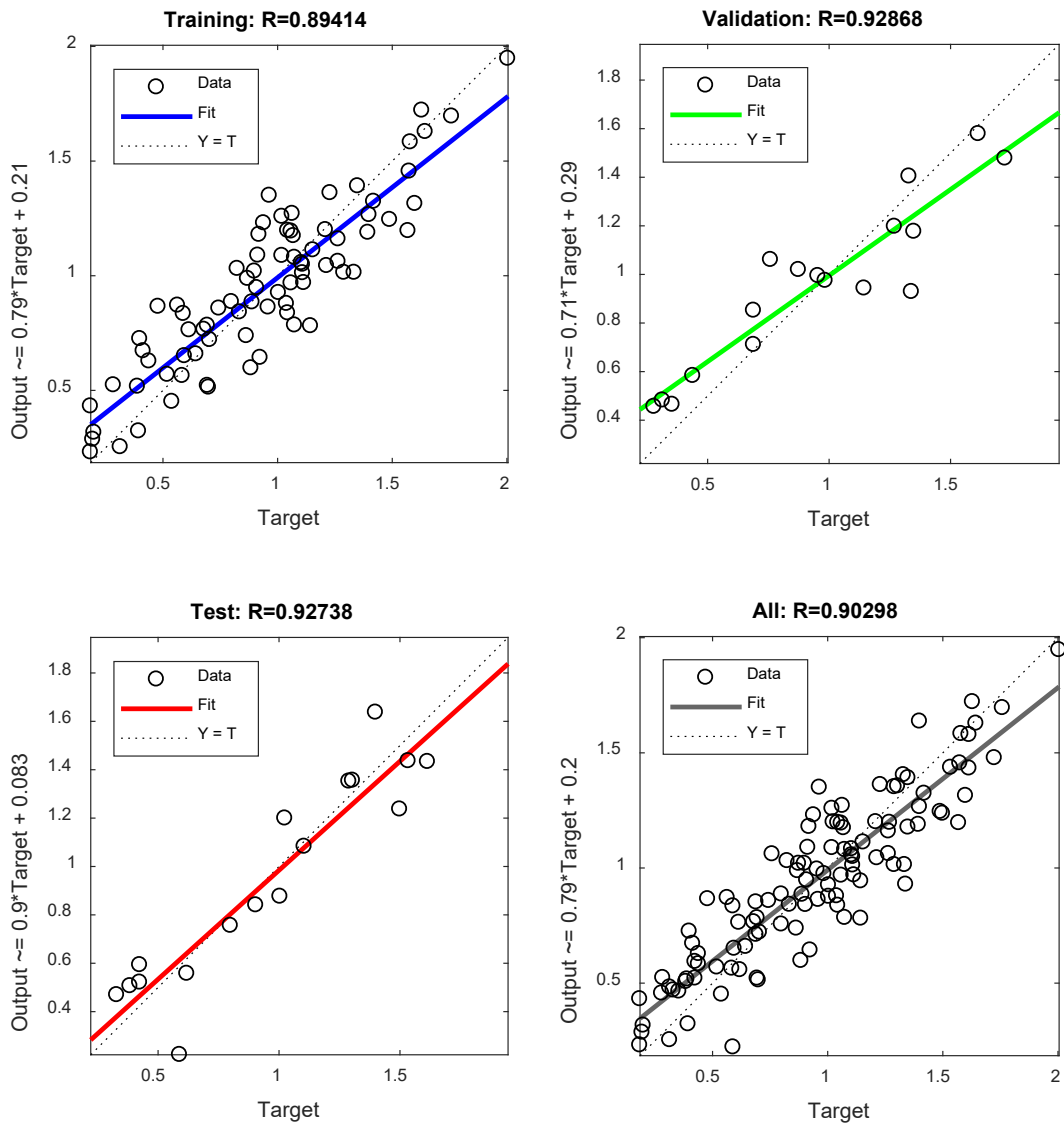 Training: R=0.89414
Output ~= 0.79*Target + 0.21
2
1.5
1
0.5
Data
Fit
Y = T
0.5
1
1.5
2
Target
Validation: R=0.92868
Output ~= 0.71*Target + 0.29
1.8
1.6
1.4
1.2
1
0.8
0.6
0.4
Data
Fit
Y = T
0.5
1
1.5
Target
Test: R=0.92738
Output ~= 0.9*Target + 0.083
1.8
1.6
1.4
1.2
1
0.8
0.6
0.4
Data
Fit
Y = T
0.5
1
1.5
Target
All: R=0.90298
Output ~= 0.79*Target + 0.2
2
1.5
1
0.5
Data
Fit
Y = T
0.5
1
1.5
2
Target